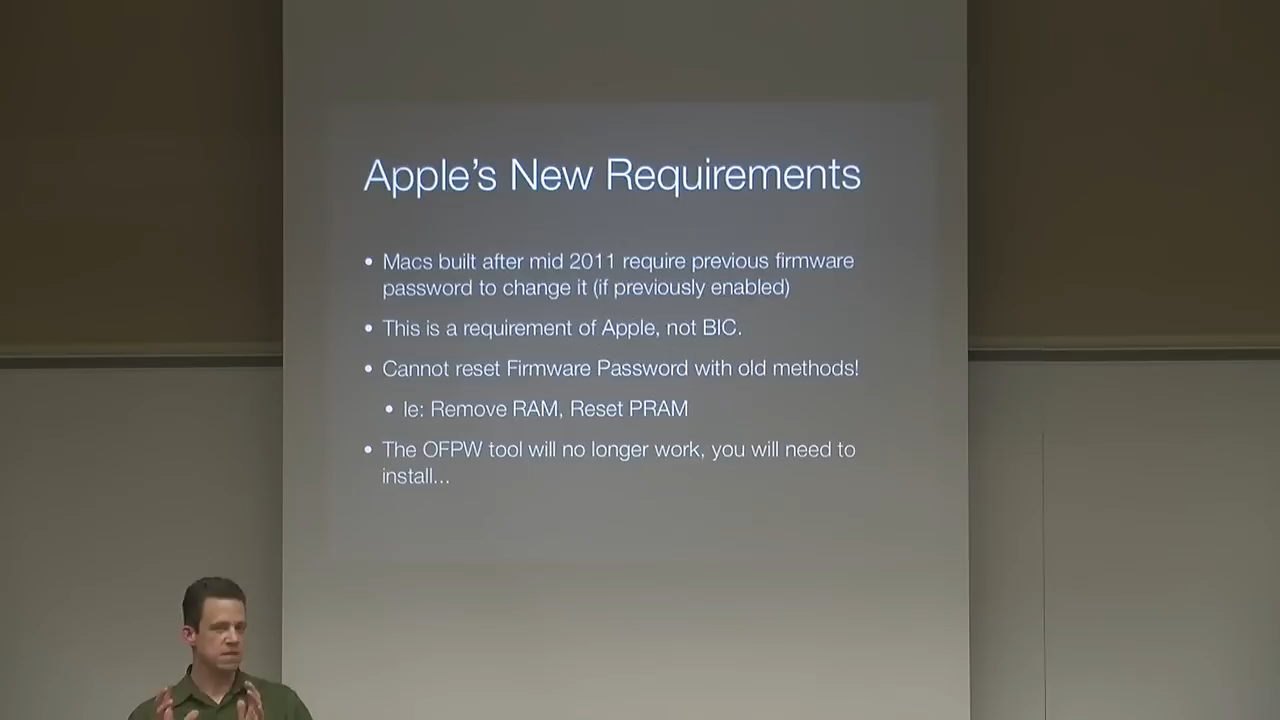 Apple's New Requirements
• Macs built after mid 2011 require previous firmware
password to change it (if previously enabled)
• This is a requirement of Apple, not BIC.
• Cannot reset Firmware Password with old methods!
• Ie: Remove RAM, Reset PRAM
• The OFPW tool will no longer work, you will need to
install...